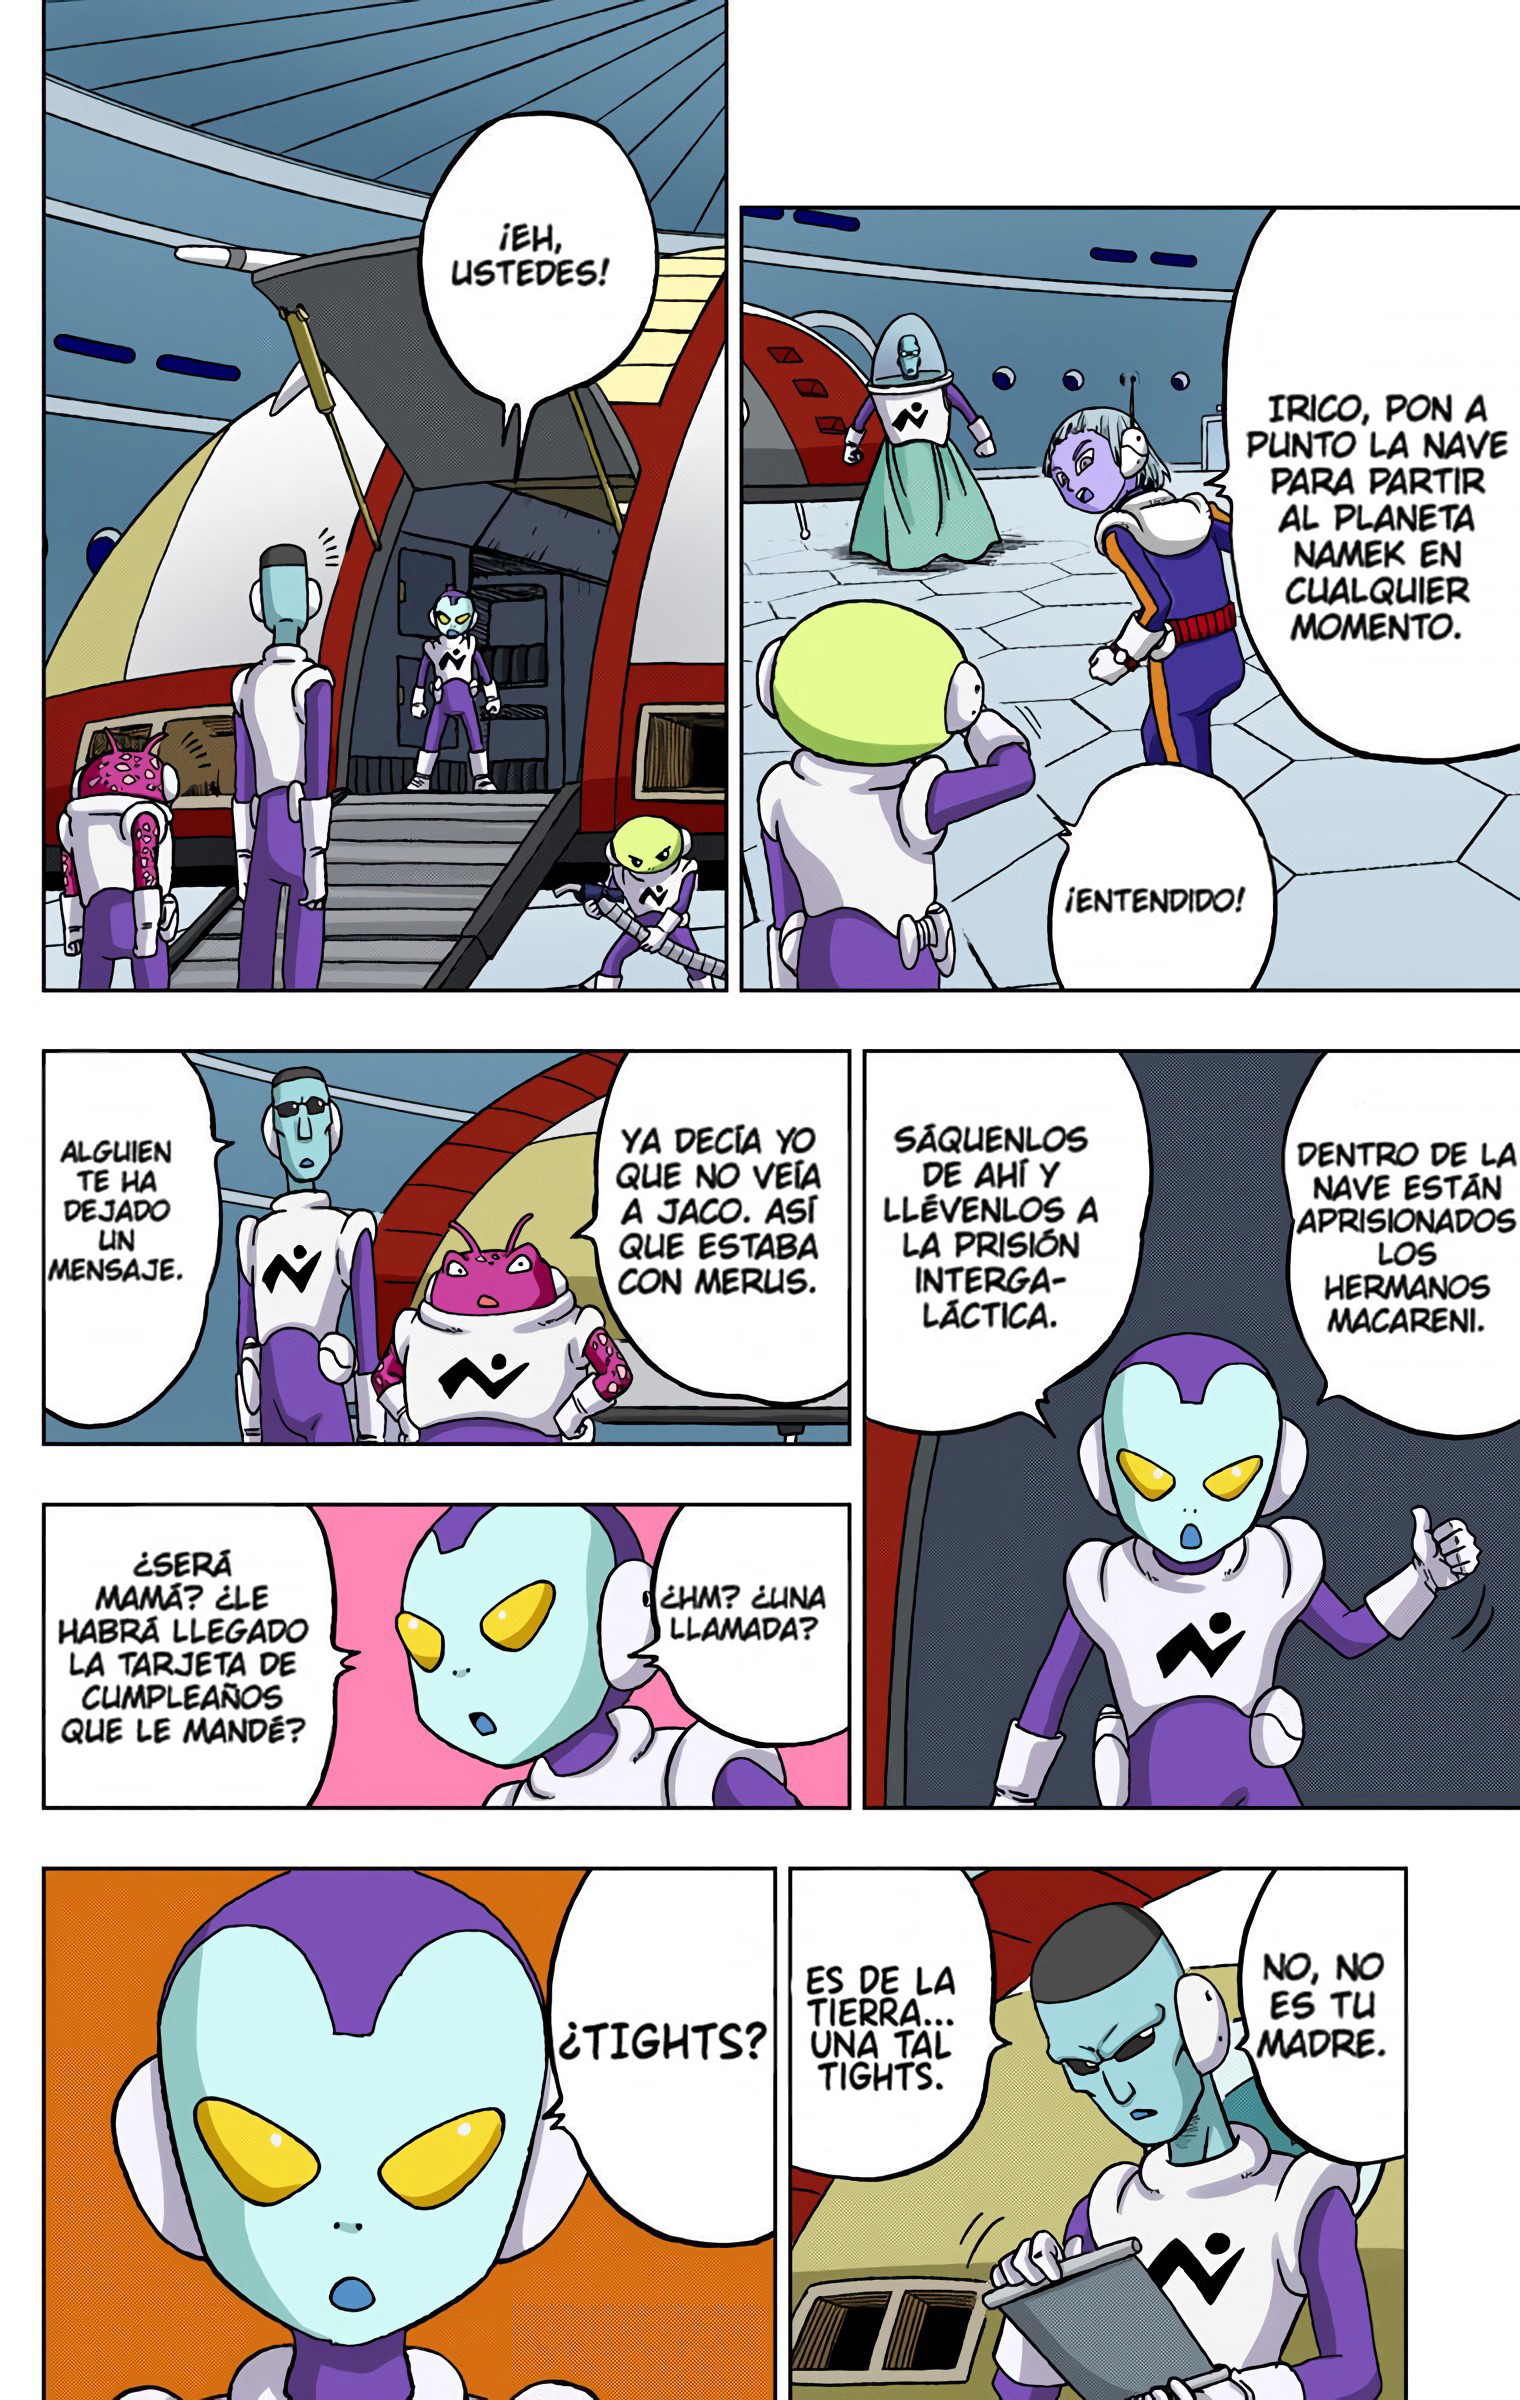 IRICO, PON A
PUNTO LA NAVE
PARA PARTIR
AL PLANETA
NAMEK EN
CUALQUIER
MOMENTO.
¡ENTENDIDO!
¡EH,
USTEDES!
DENTRO DE LA
NAVE ESTÁN
APRISIONADOS
LOS
HERMANOS
MACARENI.
SÁQUENLOS
DE AHÍ Y
LLÉVENLOS A
LA PRISIÓN
INTERGA-
LÁCTICA.
YA DECÍA YO
QUE NO VEÍA
A JACO. ASÍ
QUE ESTABA
CON MERUS.
ALGUIEN
TE HA
DEJADO
UN
MENSAJE.
¿HM? ¿UNA
LLAMADA?
¿SERÁ
MAMÁ? ¿LE
HABRÁ LLEGADO
LA TARJETA DE
CUMPLEAÑOS
QUE LE MANDÉ?
NO, NO
ES TU
MADRE.
ES DE LA
TIERRA...
UNA TAL
TIGHTS.
¿TIGHTS?